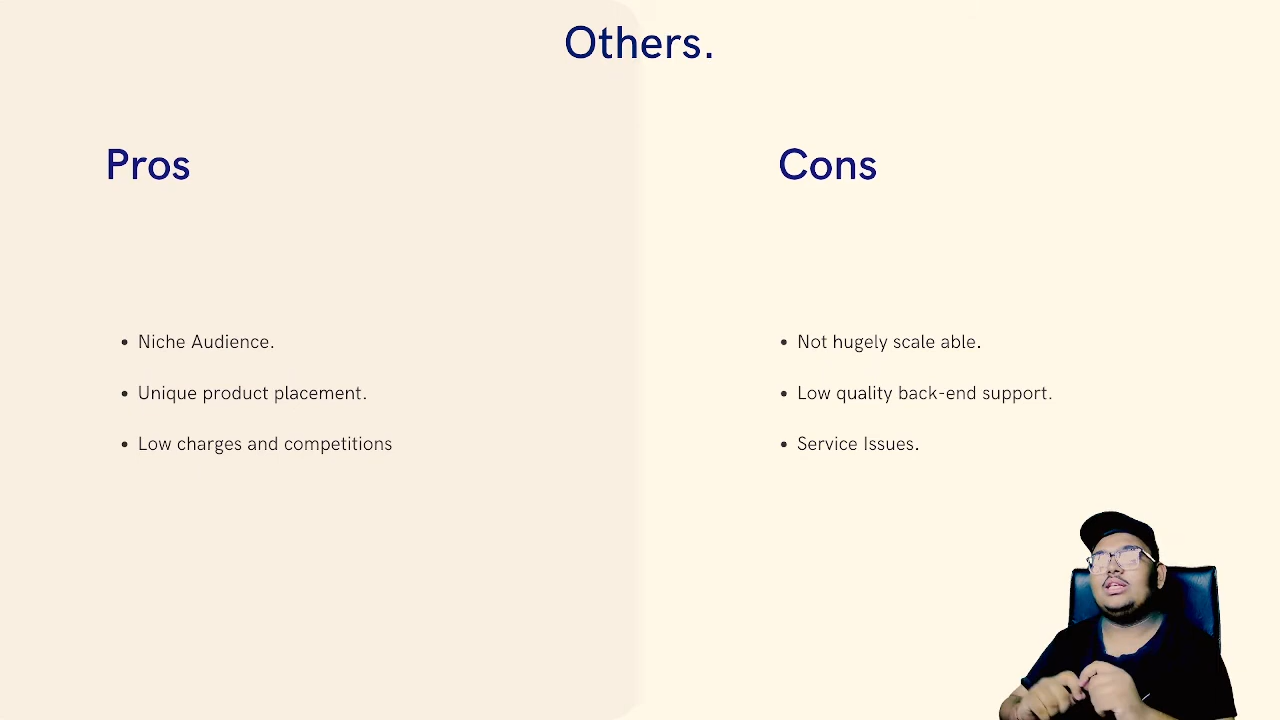 Others.
Pros
Niche Audience.
Unique product placement.
Low charges and competitions
Cons
Not hugely scale able.
Low quality back-end support.
Service Issues.